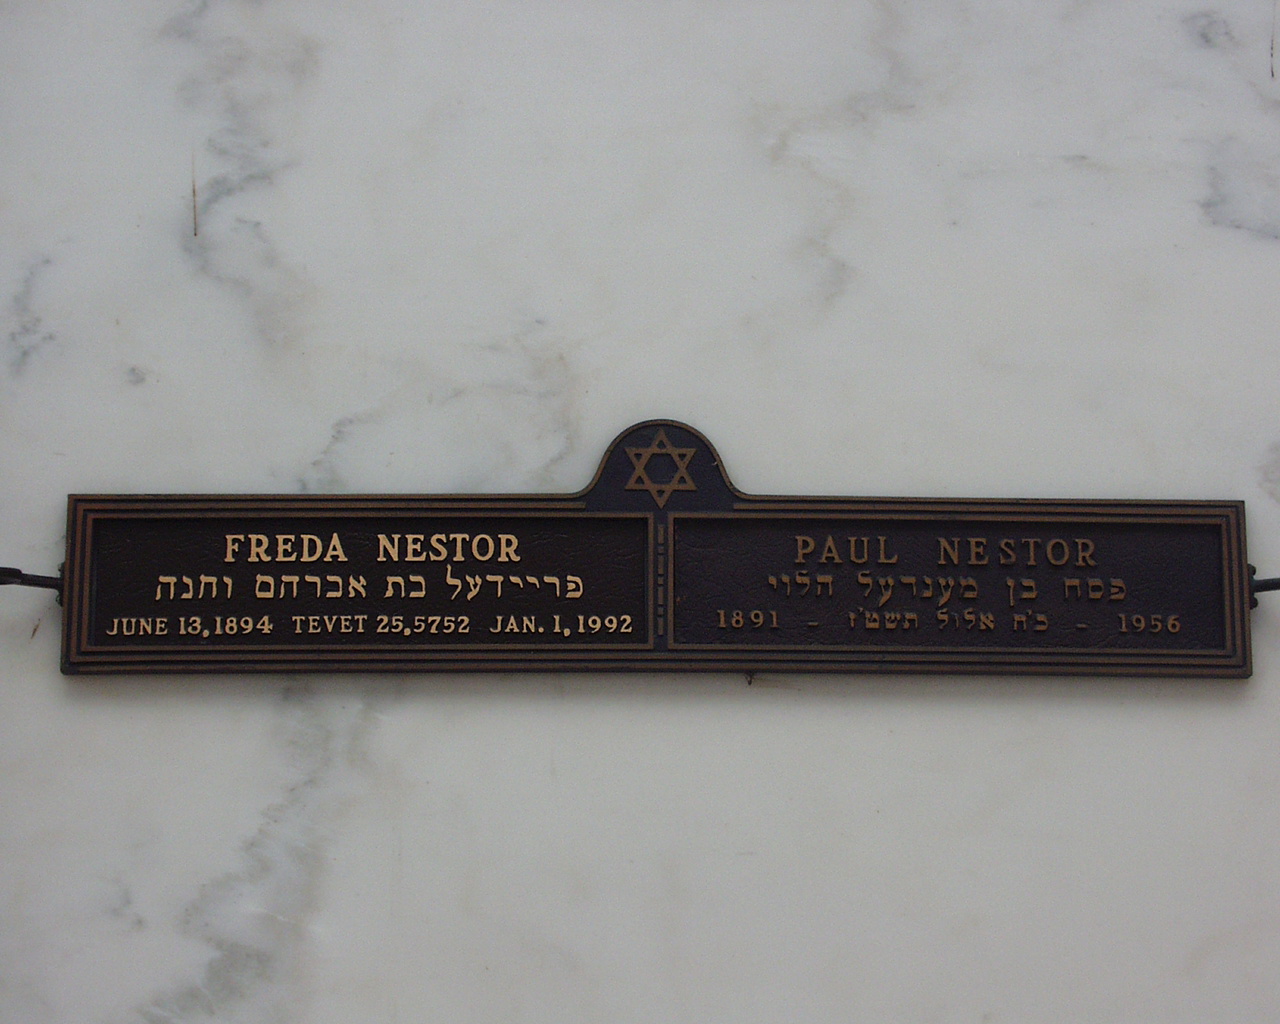 FREDA NESTOR
פריידעל בת אברהם וחנה
JUNE 13, 1894 TEVET 25, 5752 JAN. 1, 1992
PAUL NESTOR
פסח בן מענדעל הלוי
1891 - כ'ח אלול תשט'ז - 1956